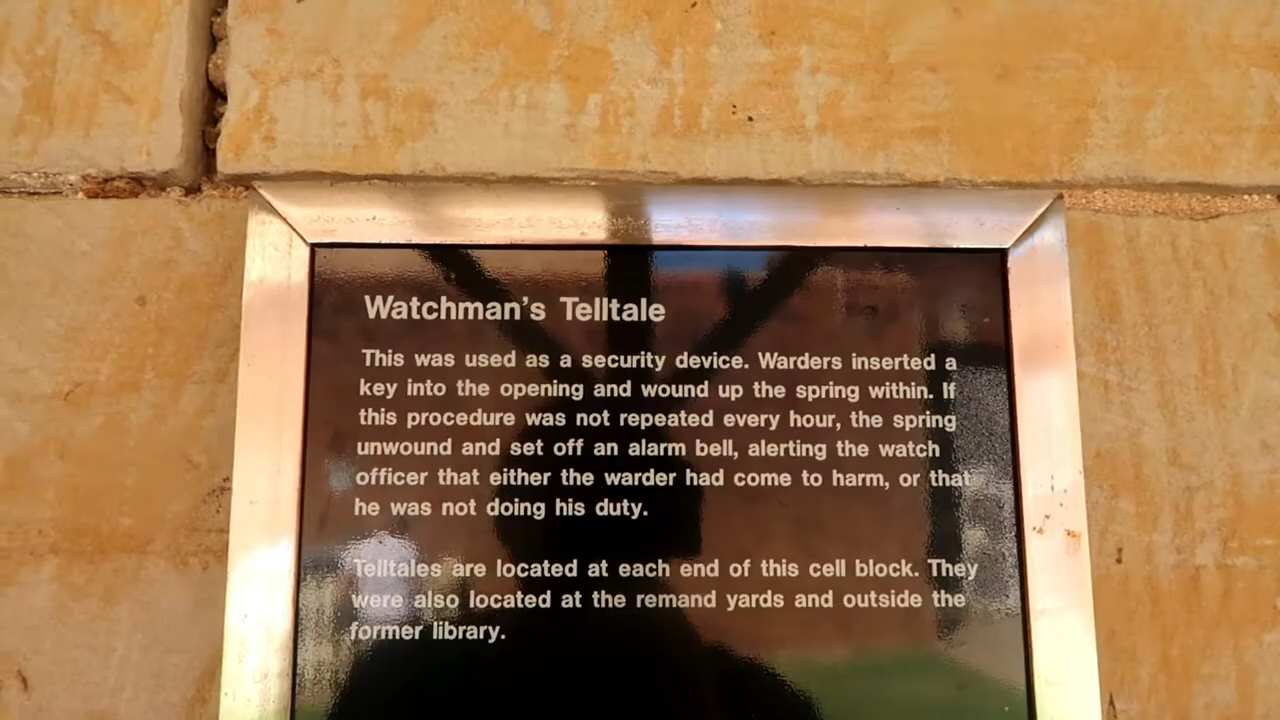 Watchman's Telltale
This was used as a security device. Warders inserted a
key into the opening and wound up the spring within. If
this procedure was not repeated every hour, the spring
unwound and set off an alarm bell, alerting the watch
officer that either the warder had come to harm, or that
he was not doing his duty.
Telltales are located at each end of this cell block. They
were also located at the remand yards and outside the
former library.